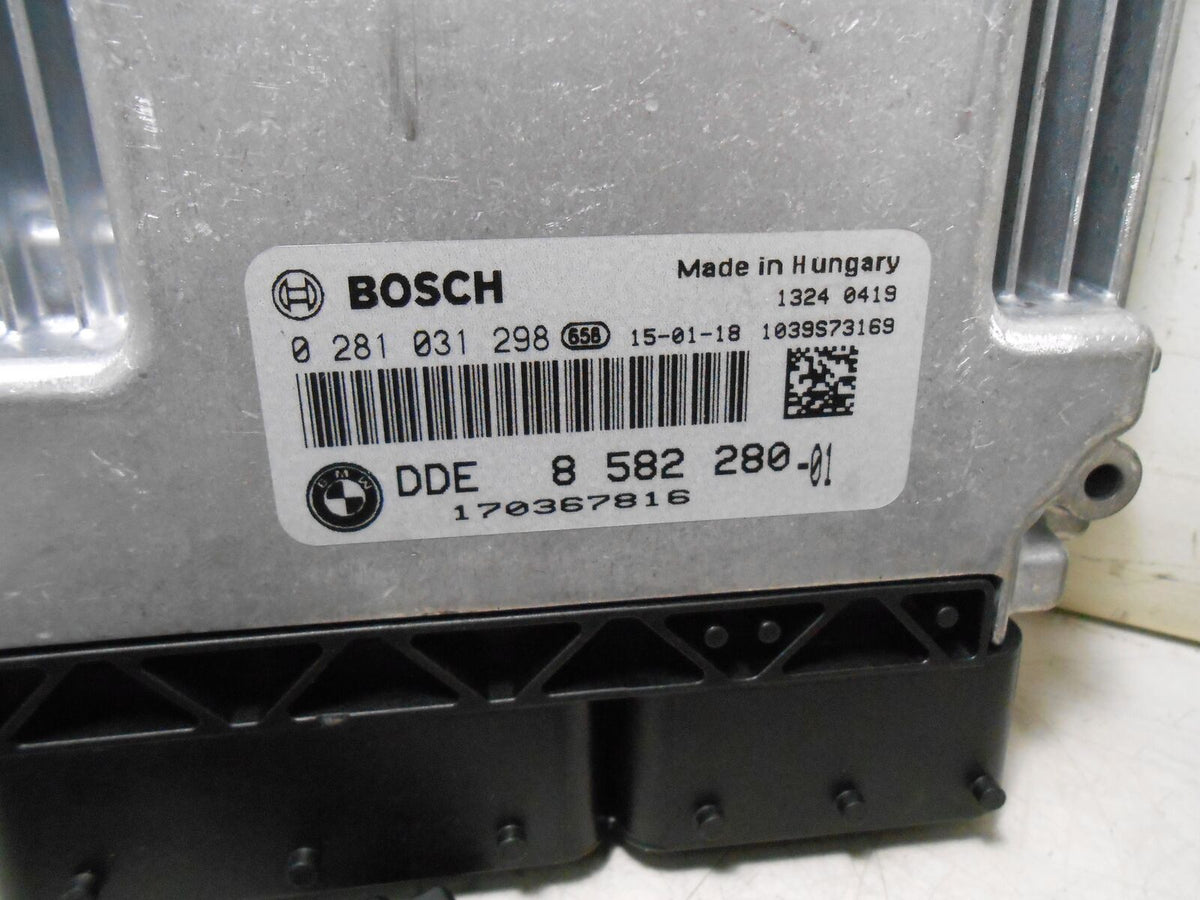 BOSCH
Made in Hungary
1324 0419
0 281 031 298 658 15-01-18 1039S73169
BMW DDE 8 582 280-01
170367816